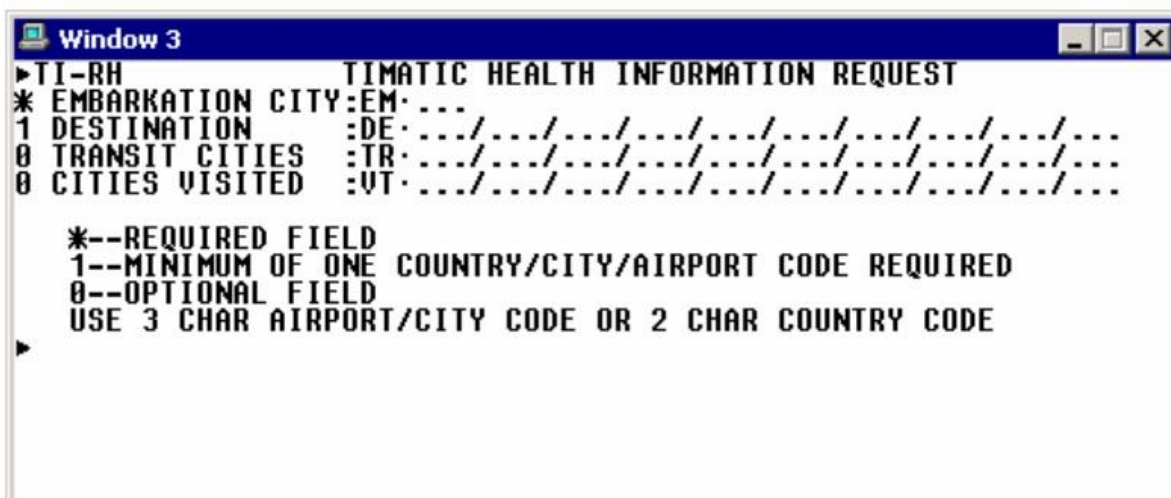 Window 3
►TI-RH TIMATIC HEALTH INFORMATION REQUEST
* EMBARKATION CITY:EM·...
1 DESTINATION :DE·.../.../.../.../.../.../.../.../.../...
0 TRANSIT CITIES :TR·.../.../.../.../.../.../.../.../.../...
0 CITIES VISITED :VT·.../.../.../.../.../.../.../.../.../...
*--REQUIRED FIELD
1--MINIMUM OF ONE COUNTRY/CITY/AIRPORT CODE REQUIRED
0--OPTIONAL FIELD
USE 3 CHAR AIRPORT/CITY CODE OR 2 CHAR COUNTRY CODE
►